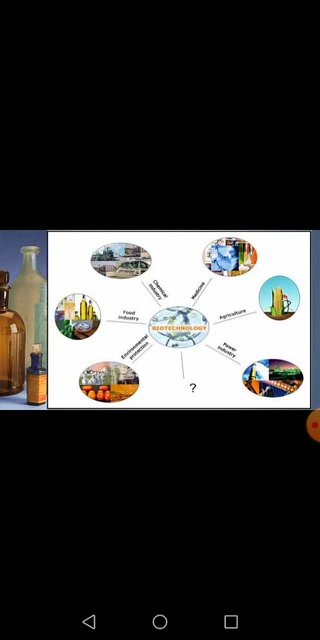 Chemical
industry
Medicine
Food
industry
BIOTECHNOLOGY
Agriculture
Environmental
protection
Power
industry
?